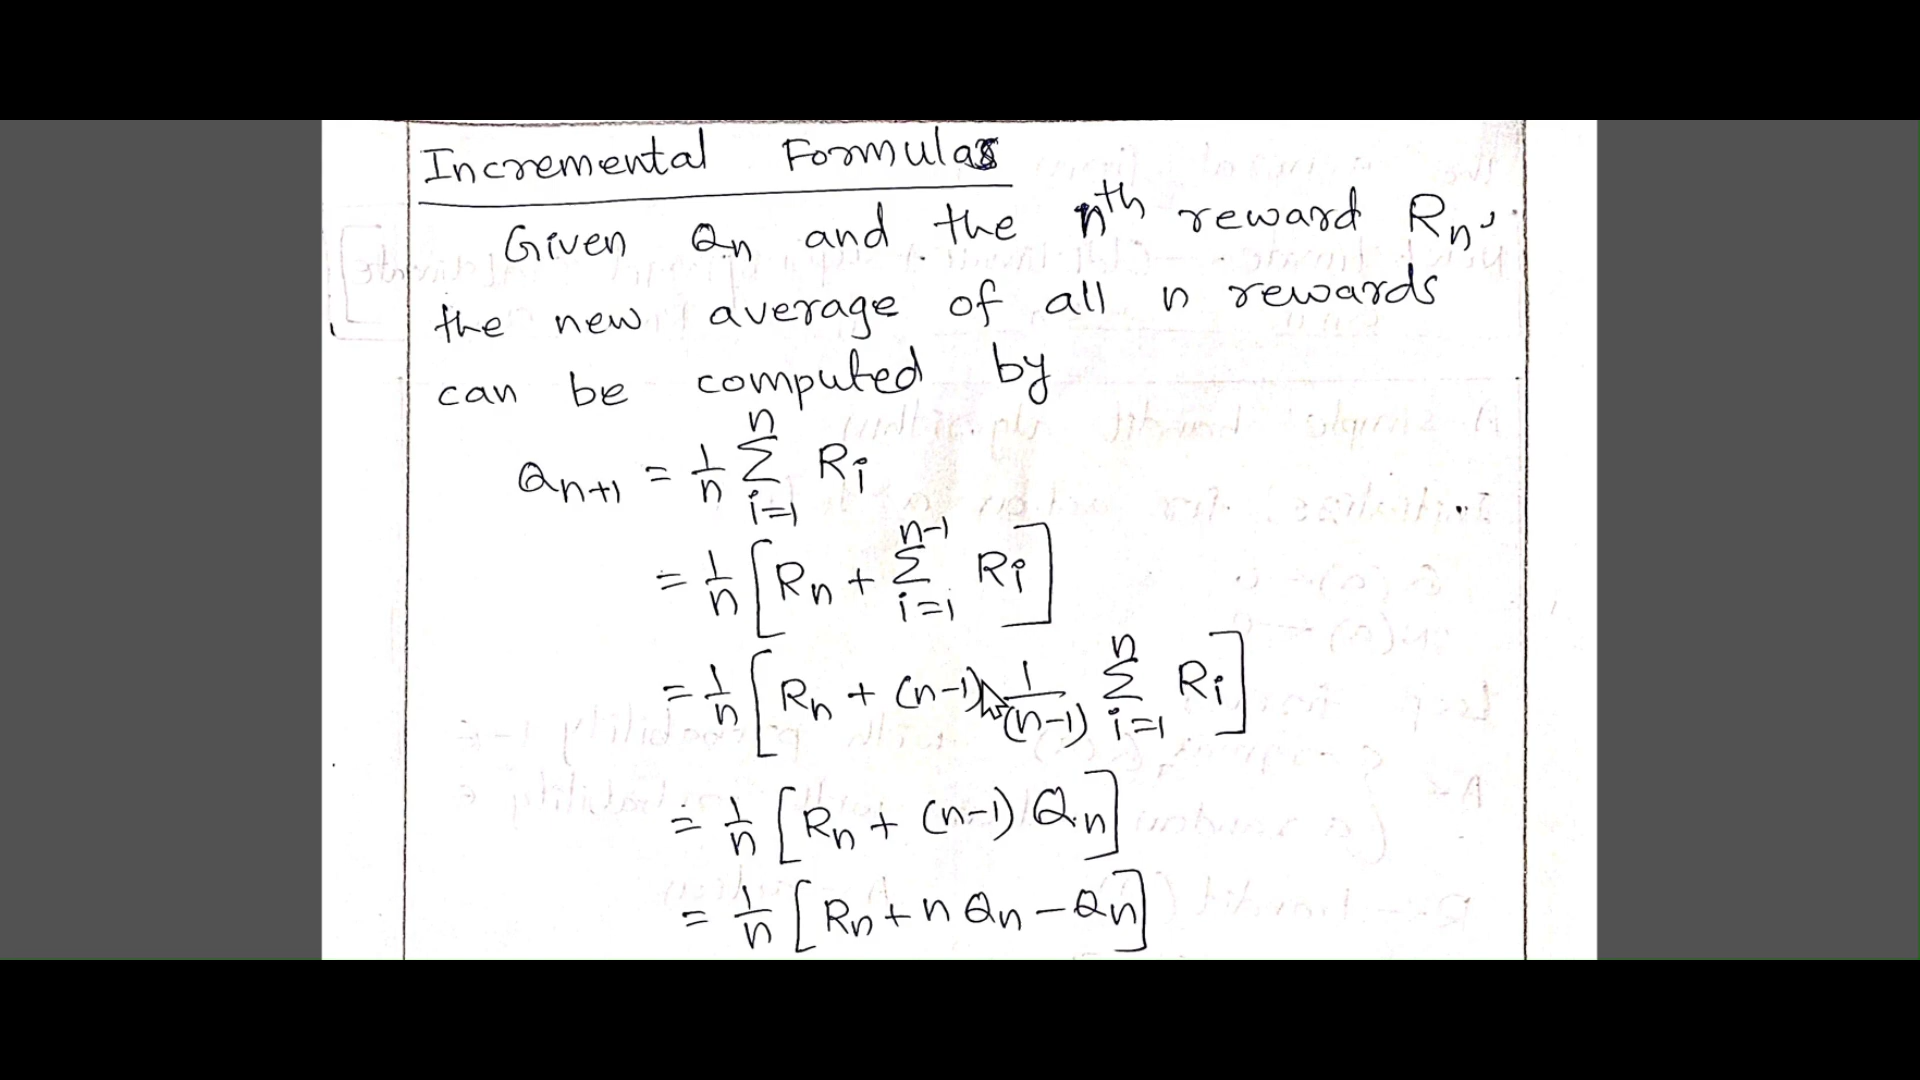 Incremental Formulas
Given Qn and the nth reward Rn,
the new average of all n rewards
can be computed by
Qn+1 = 1/n Σ_{i=1}^{n} Ri
= 1/n [Rn + Σ_{i=1}^{n-1} Ri]
= 1/n [Rn + (n-1) 1/(n-1) Σ_{i=1}^{n} Ri]
= 1/n [Rn + (n-1) Qn]
= 1/n [Rn + n Qn - Qn]